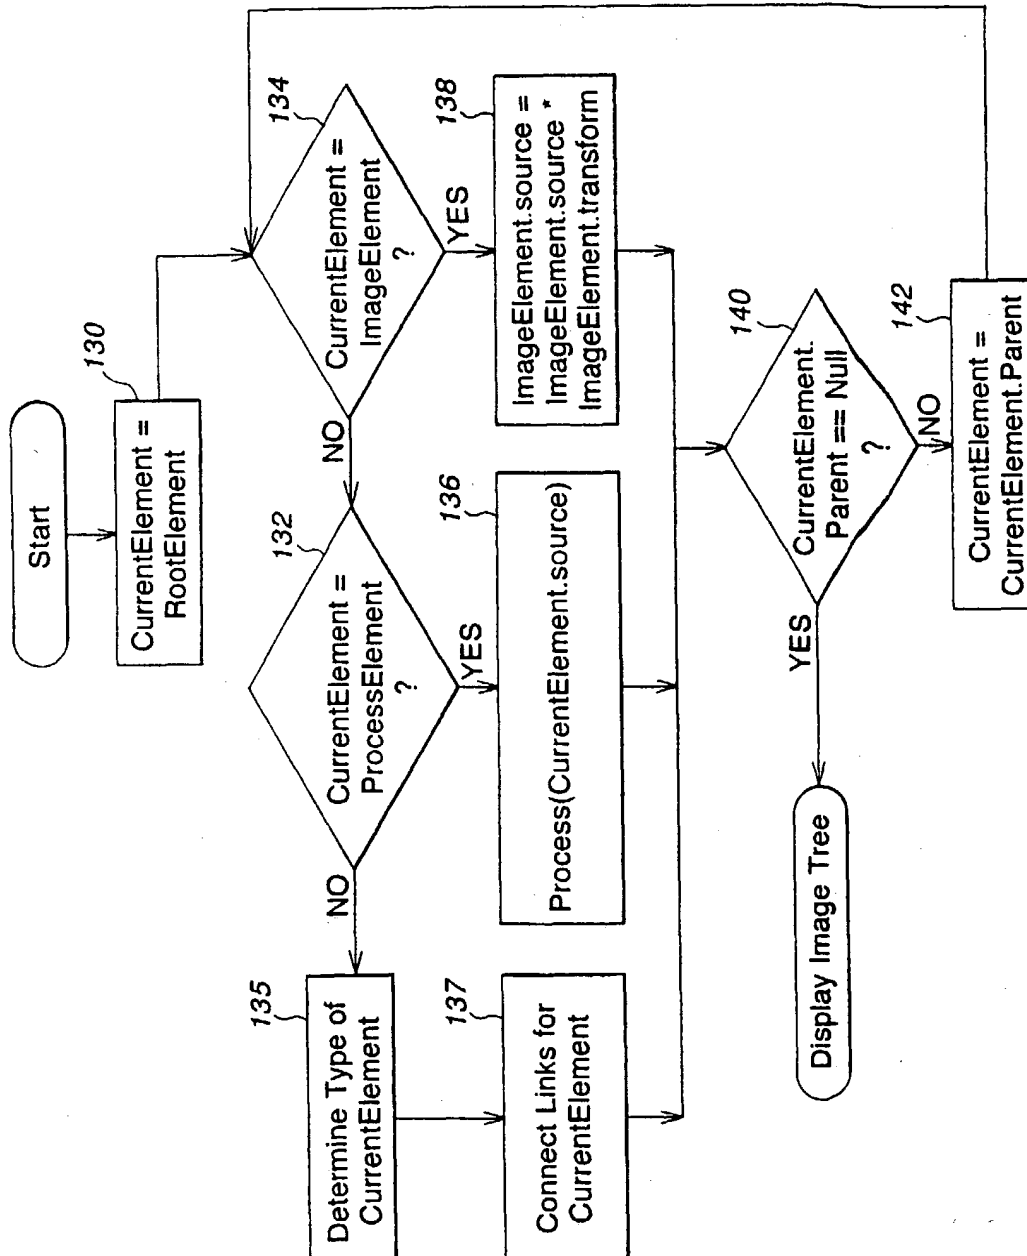 Start
130
CurrentElement =
RootElement
134
CurrentElement =
ImageElement
?
NO
YES
132
CurrentElement =
ProcessElement
?
NO
YES
135
Determine Type of
CurrentElement
137
Connect Links for
CurrentElement
136
Process(CurrentElement.source)
138
ImageElement.source =
ImageElement.source *
ImageElement.transform
140
CurrentElement.
Parent == Null
?
YES
NO
Display Image Tree
142
CurrentElement =
CurrentElement.Parent